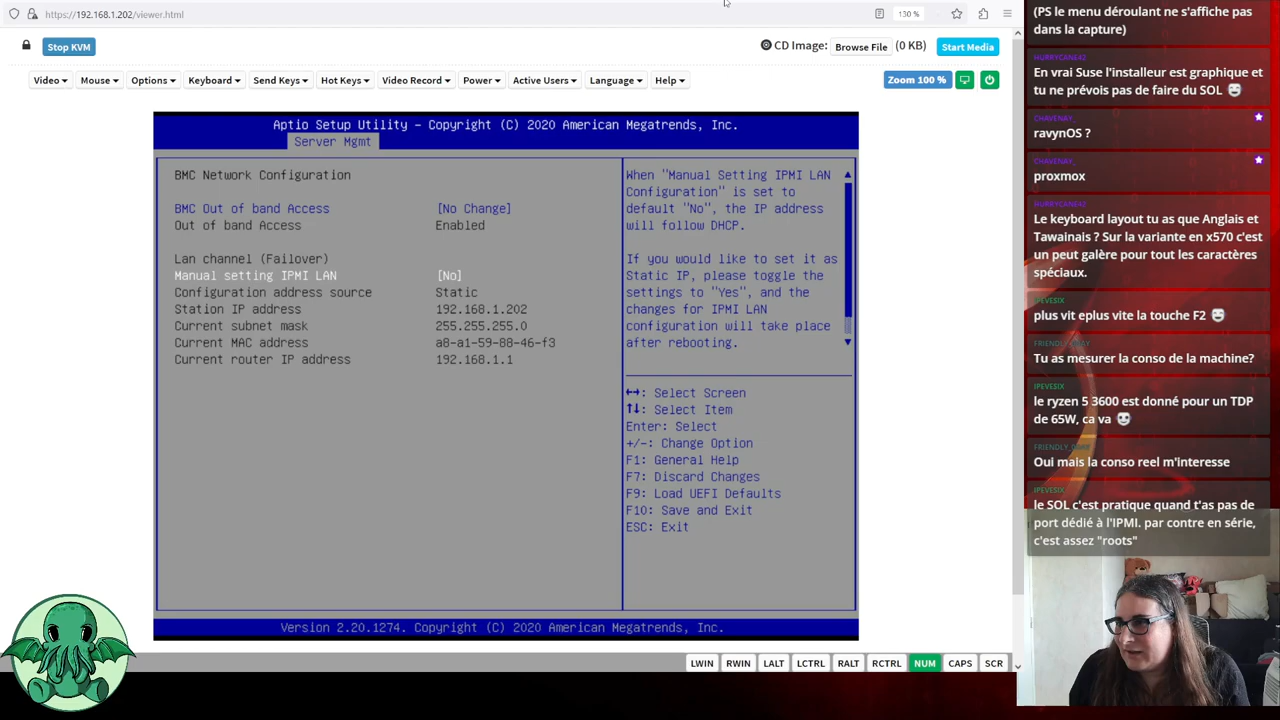 https://192.168.1.202/viewer.html
130 %
Stop KVM
CD Image:
Browse File
(0 KB)
Start Media
Video
Mouse
Options
Keyboard
Send Keys
Hot Keys
Video Record
Power
Active Users
Language
Help
Zoom 100 %
Aptio Setup Utility – Copyright (C) 2020 American Megatrends, Inc.
Server Mgmt
BMC Network Configuration
BMC Out of band Access [No Change]
Out of band Access Enabled
Lan channel (Failover)
Manual setting IPMI LAN [No]
Configuration address source Static
Station IP address 192.168.1.202
Current subnet mask 255.255.255.0
Current MAC address a8-a1-59-88-46-f3
Current router IP address 192.168.1.1
When "Manual Setting IPMI LAN
Configuration" is set to
default "No", the IP address
will follow DHCP.
If you would like to set it as
Static IP, please toggle the
settings to "Yes", and the
changes for IPMI LAN
configuration will take place
after rebooting.
↔: Select Screen
↑↓: Select Item
Enter: Select
+/-: Change Option
F1: General Help
F7: Discard Changes
F9: Load UEFI Defaults
F10: Save and Exit
ESC: Exit
Version 2.20.1274. Copyright (C) 2020 American Megatrends, Inc.
LWIN
RWIN
LALT
LCTRL
RALT
RCTRL
NUM
CAPS
SCR
(PS le menu déroulant ne s'affiche pas
dans la capture)
HURRYCANE42
En vrai Suse l'installeur est graphique et
tu ne prévois pas de faire du SOL
CHAVENAY_
ravynOS ?
CHAVENAY_
proxmox
HURRYCANE42
Le keyboard layout tu as que Anglais et
Tawainais ? Sur la variante en x570 c'est
un peut galère pour tout les caractères
spéciaux.
IPEVESIX
plus vit eplus vite la touche F2
Tu as mesurer la conso de la machine?
IPEVESIX
le ryzen 5 3600 est donné pour un TDP
de 65W, ca va
Oui mais la conso reel m'interesse
IPEVESIX
le SOL c'est pratique quand t'as pas de
port dédié à l'IPMI. par contre en série,
c'est assez "roots"